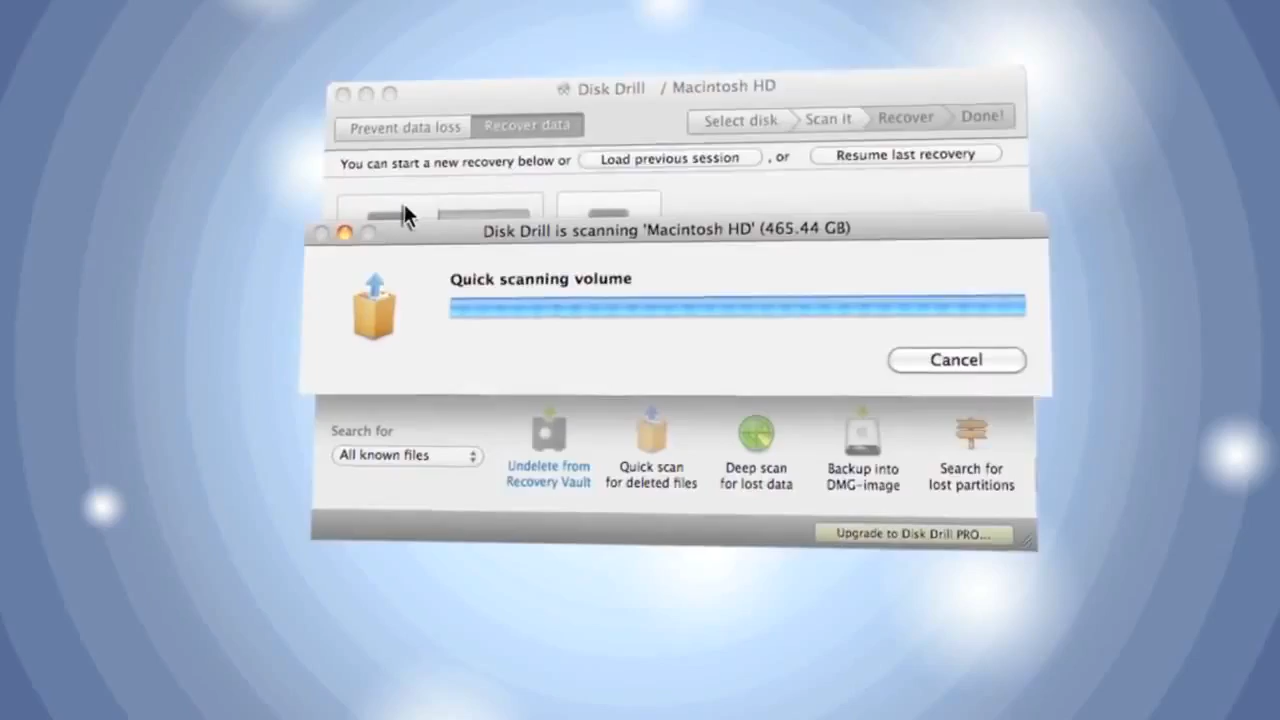 Disk Drill / Macintosh HD
Prevent data loss Recover data Select disk Scan it Recover Done!
You can start a new recovery below or Load previous session , or Resume last recovery
Disk Drill is scanning 'Macintosh HD' (465.44 GB)
Quick scanning volume
Cancel
Search for
All known files
Undelete from
Recovery Vault
Quick scan
for deleted files
Deep scan
for lost data
Backup into
DMG-image
Search for
lost partitions
Upgrade to Disk Drill PRO...